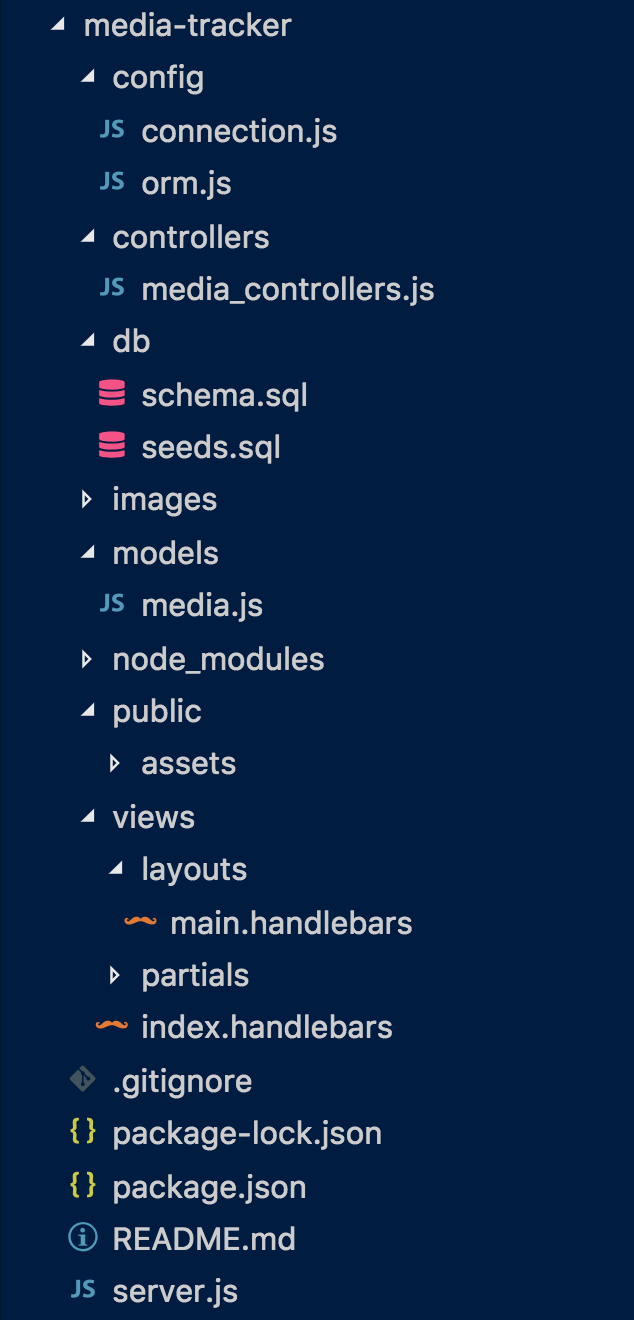 media-tracker
config
JS connection.js
JS orm.js
controllers
JS media_controllers.js
db
schema.sql
seeds.sql
images
models
JS media.js
node_modules
public
assets
views
layouts
main.handlebars
partials
index.handlebars
.gitignore
{} package-lock.json
{} package.json
i README.md
JS server.js